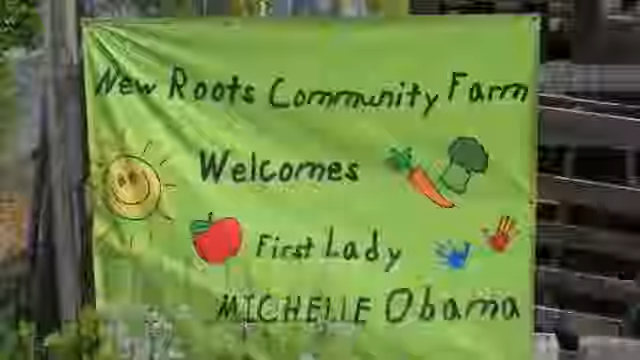 New Roots Community Farm
Welcomes
First Lady
MICHELLE Obama